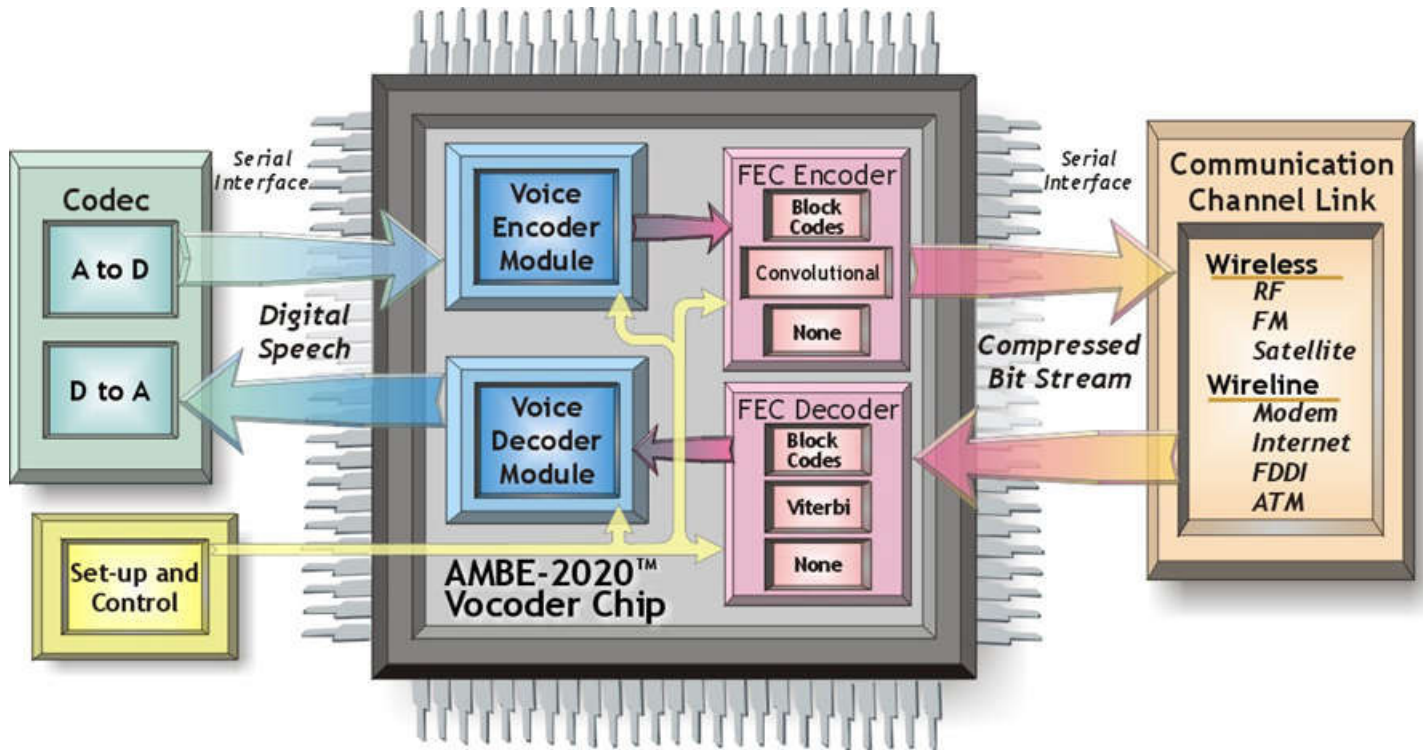 Codec
A to D
D to A
Set-up and
Control
Serial
Interface
Digital
Speech
Voice
Encoder
Module
Voice
Decoder
Module
AMBE-2020™
Vocoder Chip
FEC Encoder
Block
Codes
Convolutional
None
FEC Decoder
Block
Codes
Viterbi
None
Serial
Interface
Compressed
Bit Stream
Communication
Channel Link
Wireless
RF
FM
Satellite
Wireline
Modem
Internet
FDDI
ATM